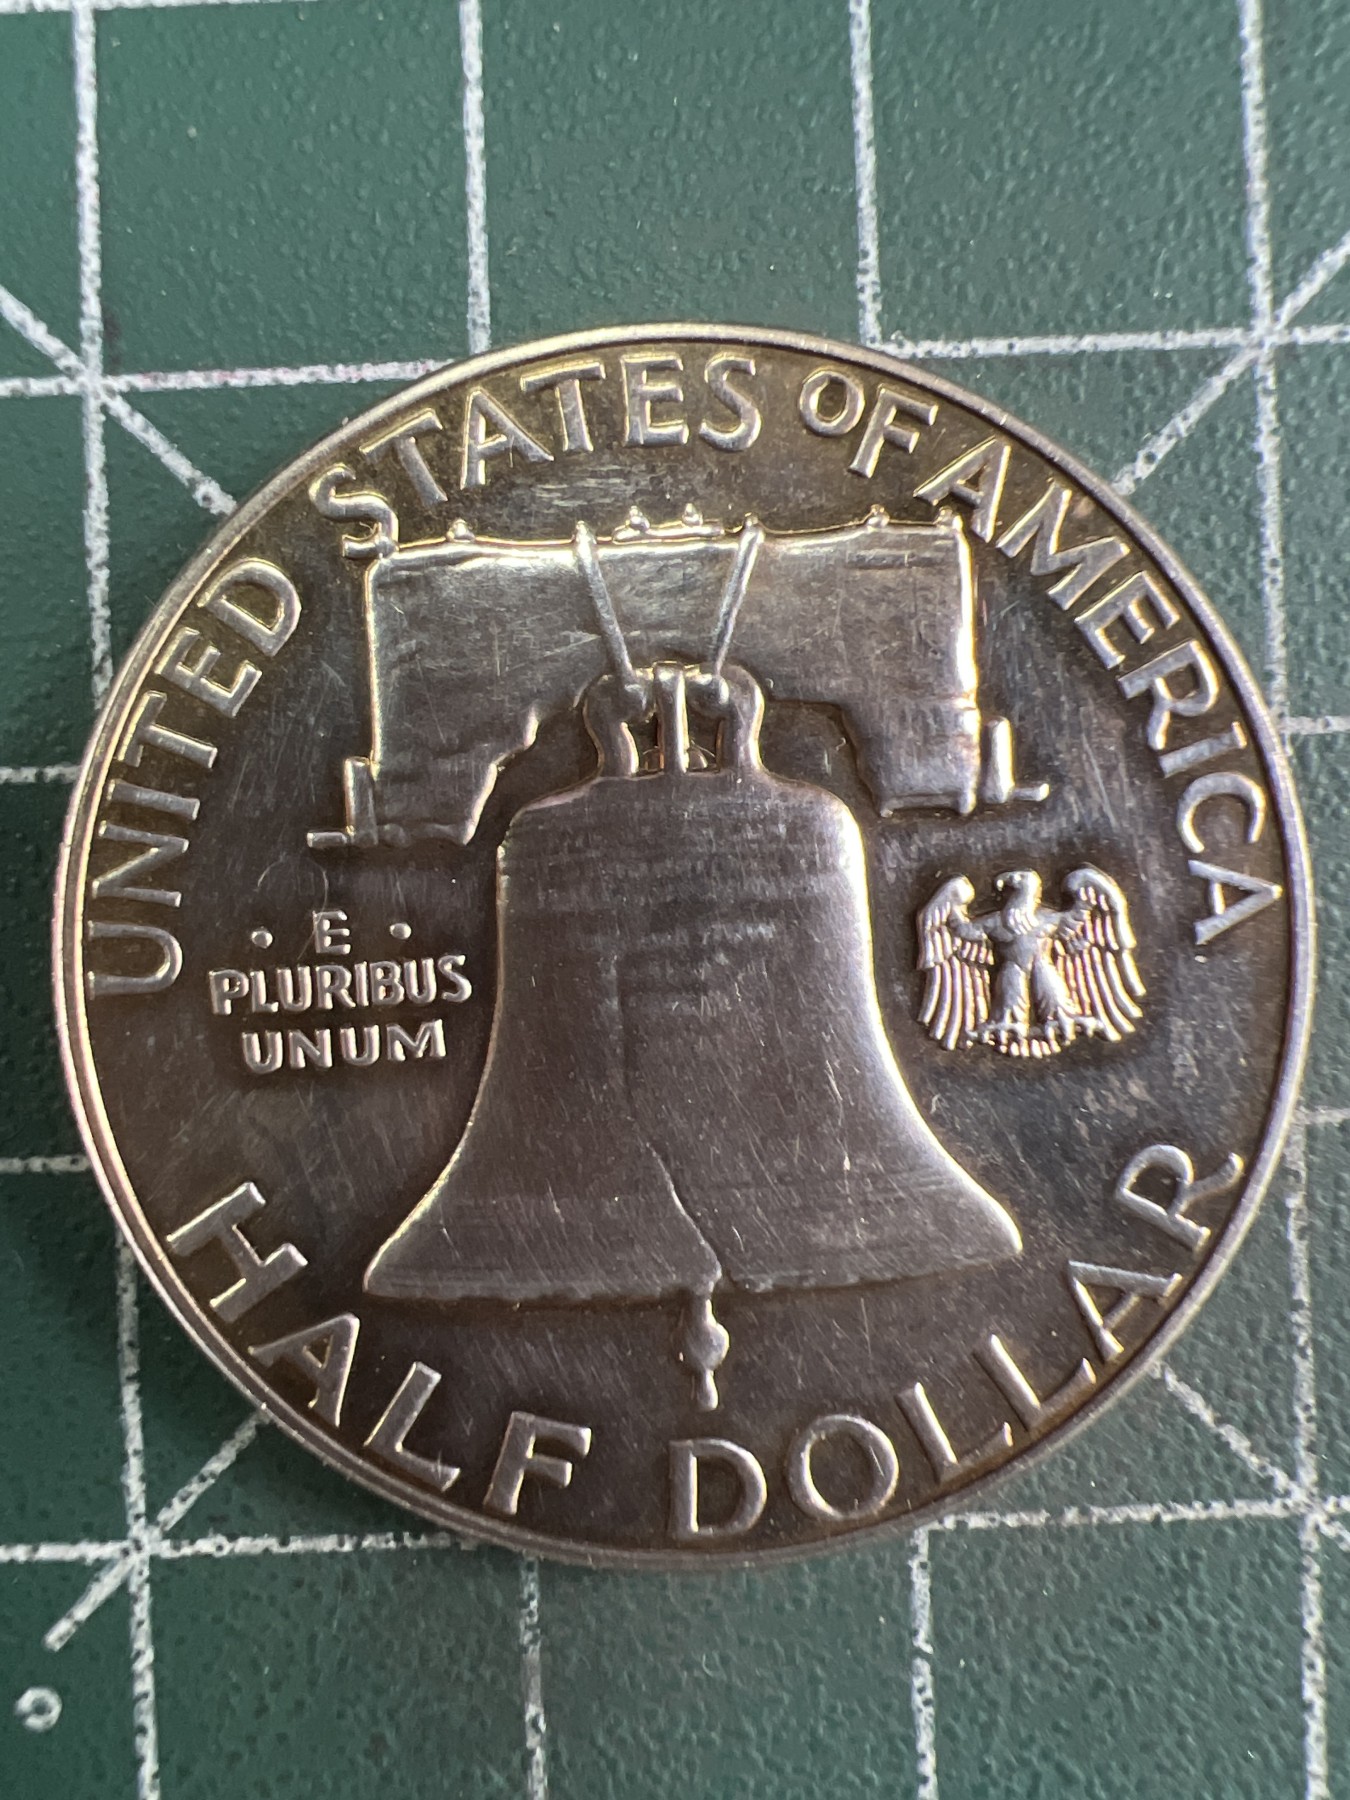 UNITED STATES OF AMERICA
· E ·
PLURIBUS
UNUM
HALF DOLLAR